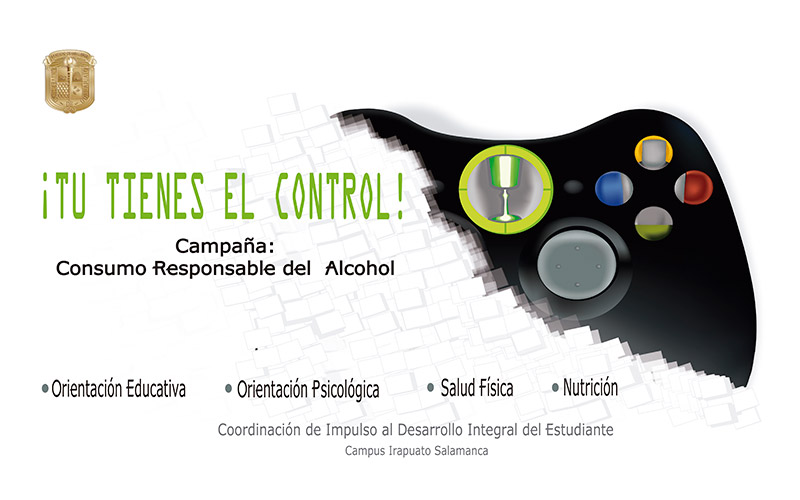 ¡TU TIENES EL CONTROL!
Campaña:
Consumo Responsable del Alcohol
•Orientación Educativa
• Orientación Psicológica
• Salud Física
• Nutrición
Coordinación de Impulso al Desarrollo Integral del Estudiante
Campus Irapuato Salamanca